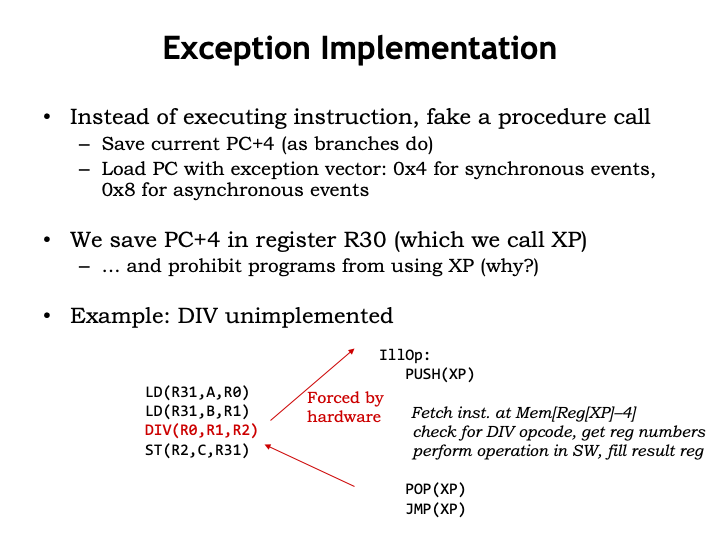 Exception Implementation
• Instead of executing instruction, fake a procedure call
– Save current PC+4 (as branches do)
– Load PC with exception vector: 0x4 for synchronous events,
0x8 for asynchronous events
• We save PC+4 in register R30 (which we call XP)
– … and prohibit programs from using XP (why?)
• Example: DIV unimplemented
LD(R31,A,R0)
LD(R31,B,R1)
DIV(R0,R1,R2)
ST(R2,C,R31)
Forced by
hardware
IllOp:
PUSH(XP)
Fetch inst. at Mem[Reg[XP]–4]
check for DIV opcode, get reg numbers
perform operation in SW, fill result reg
POP(XP)
JMP(XP)